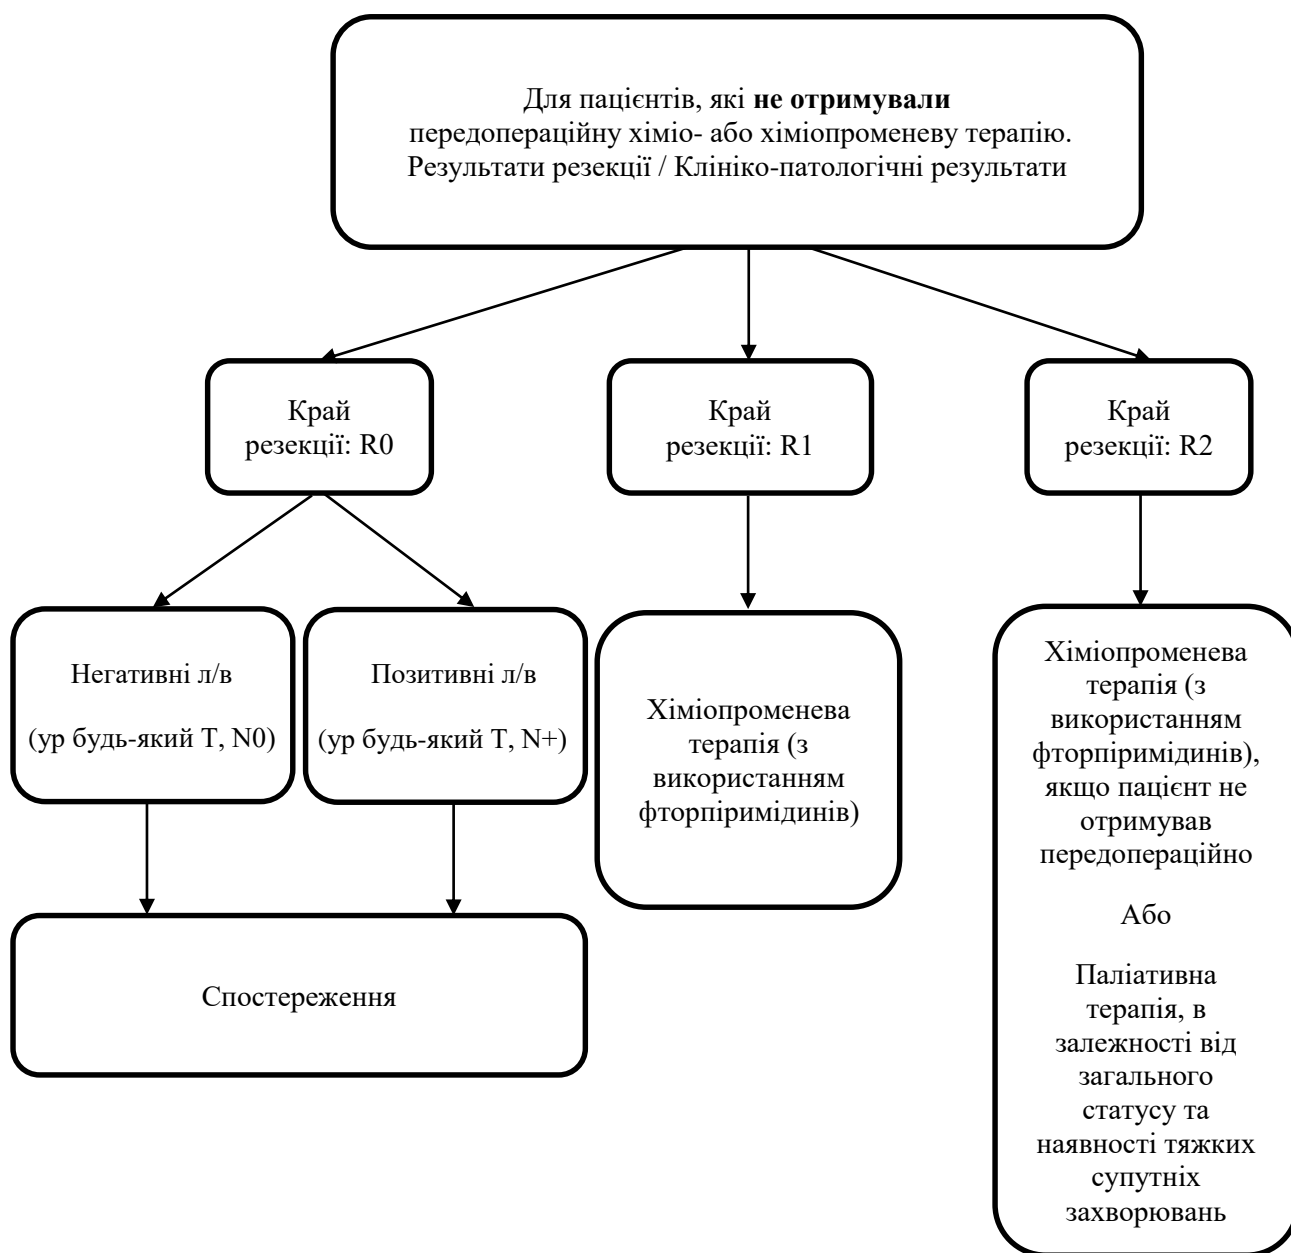 Для пацієнтів, які не отримували
передопераційну хіміо- або хіміопроменеву терапію.
Результати резекції / Клініко-патологічні результати
Край
резекції: R0
Край
резекції: R1
Край
резекції: R2
Негативні л/в
(ур будь-який Т, N0)
Позитивні л/в
(ур будь-який Т, N+)
Хіміопроменева
терапія (з
використанням
фторпіримідинів)
Хіміопроменева
терапія (з
використанням
фторпіримідинів),
якщо пацієнт не
отримував
передопераційно
Або
Паліативна
терапія, в
залежності від
загального
статусу та
наявності тяжких
супутніх
захворювань
Спостереження